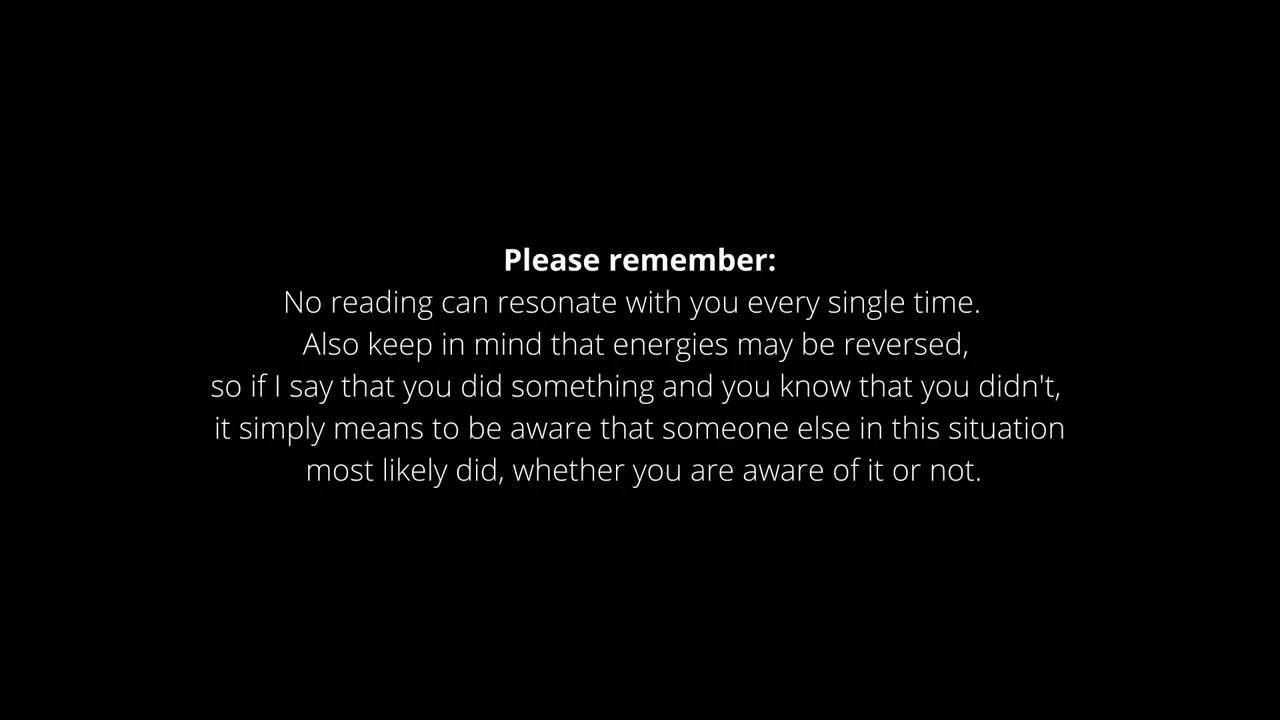 Please remember:
No reading can resonate with you every single time.
Also keep in mind that energies may be reversed,
so if I say that you did something and you know that you didn't,
it simply means to be aware that someone else in this situation
most likely did, whether you are aware of it or not.